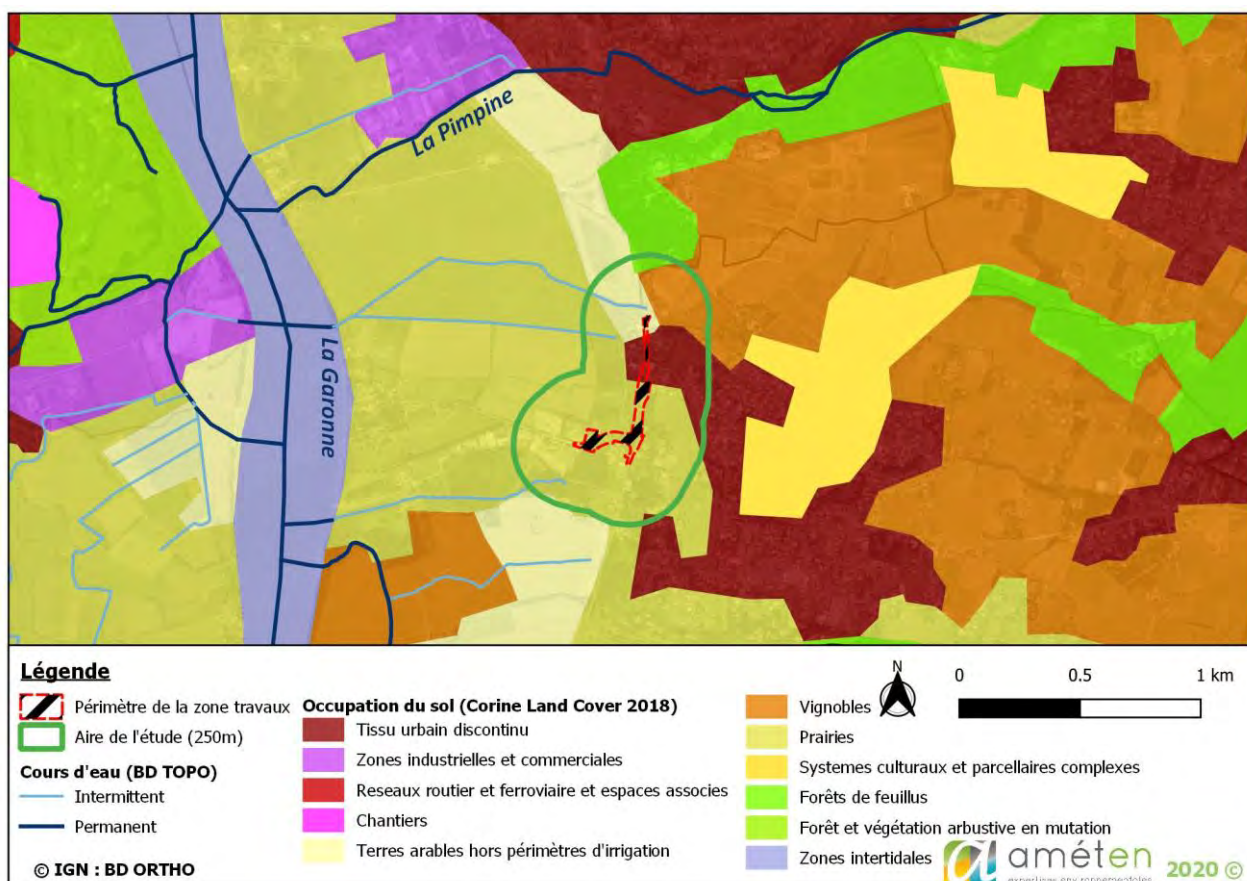 La Pimpine
La Garonne
Légende
Périmètre de la zone travaux
Aire de l'étude (250m)
Cours d'eau (BD TOPO)
Intermittent
Permanent
© IGN : BD ORTHO
Occupation du sol (Corine Land Cover 2018)
Tissu urbain discontinu
Zones industrielles et commerciales
Reseaux routier et ferroviaire et espaces associes
Chantiers
Terres arables hors périmètres d'irrigation
Vignobles
Prairies
Systemes culturaux et parcellaires complexes
Forêts de feuillus
Forêt et végétation arbustive en mutation
Zones intertidales
N
0 0.5 1 km
améten
2020 ©